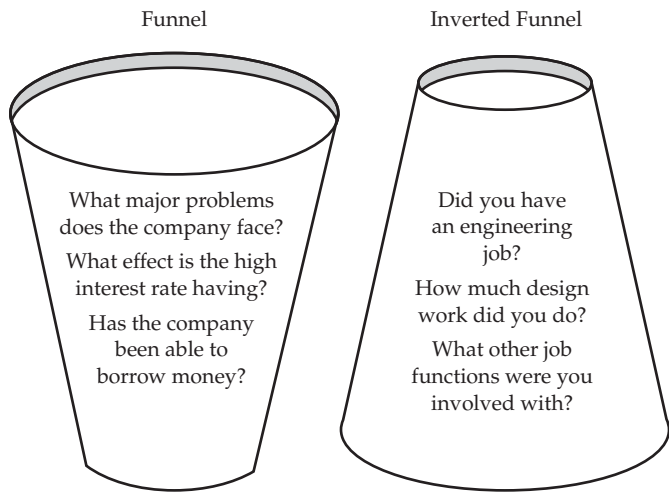 Funnel
Inverted Funnel
What major problems
does the company face?
What effect is the high
interest rate having?
Has the company
been able to
borrow money?
Did you have
an engineering
job?
How much design
work did you do?
What other job
functions were you
involved with?